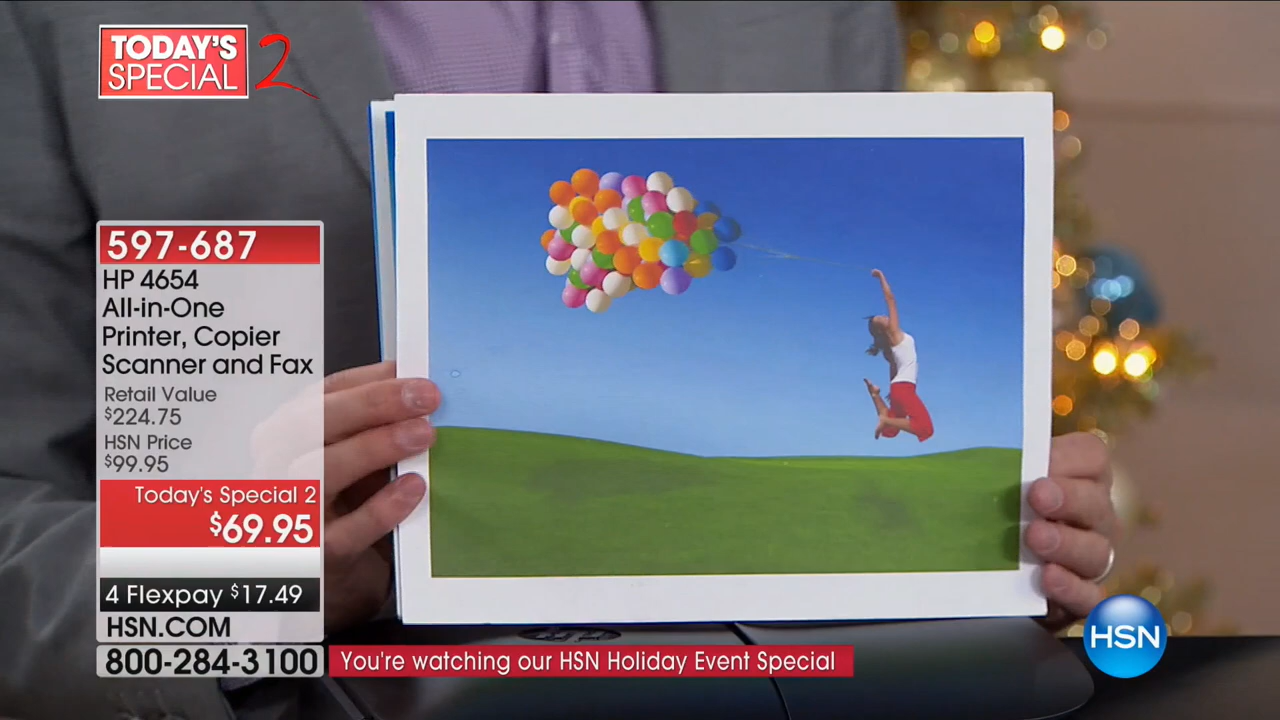 TODAY'S
SPECIAL 2
597-687
HP 4654
All-in-One
Printer, Copier
Scanner and Fax
Retail Value
$224.75
HSN Price
$99.95
Today's Special 2
$69.95
4 Flexpay $17.49
HSN.COM
800-284-3100
You're watching our HSN Holiday Event Special
HSN